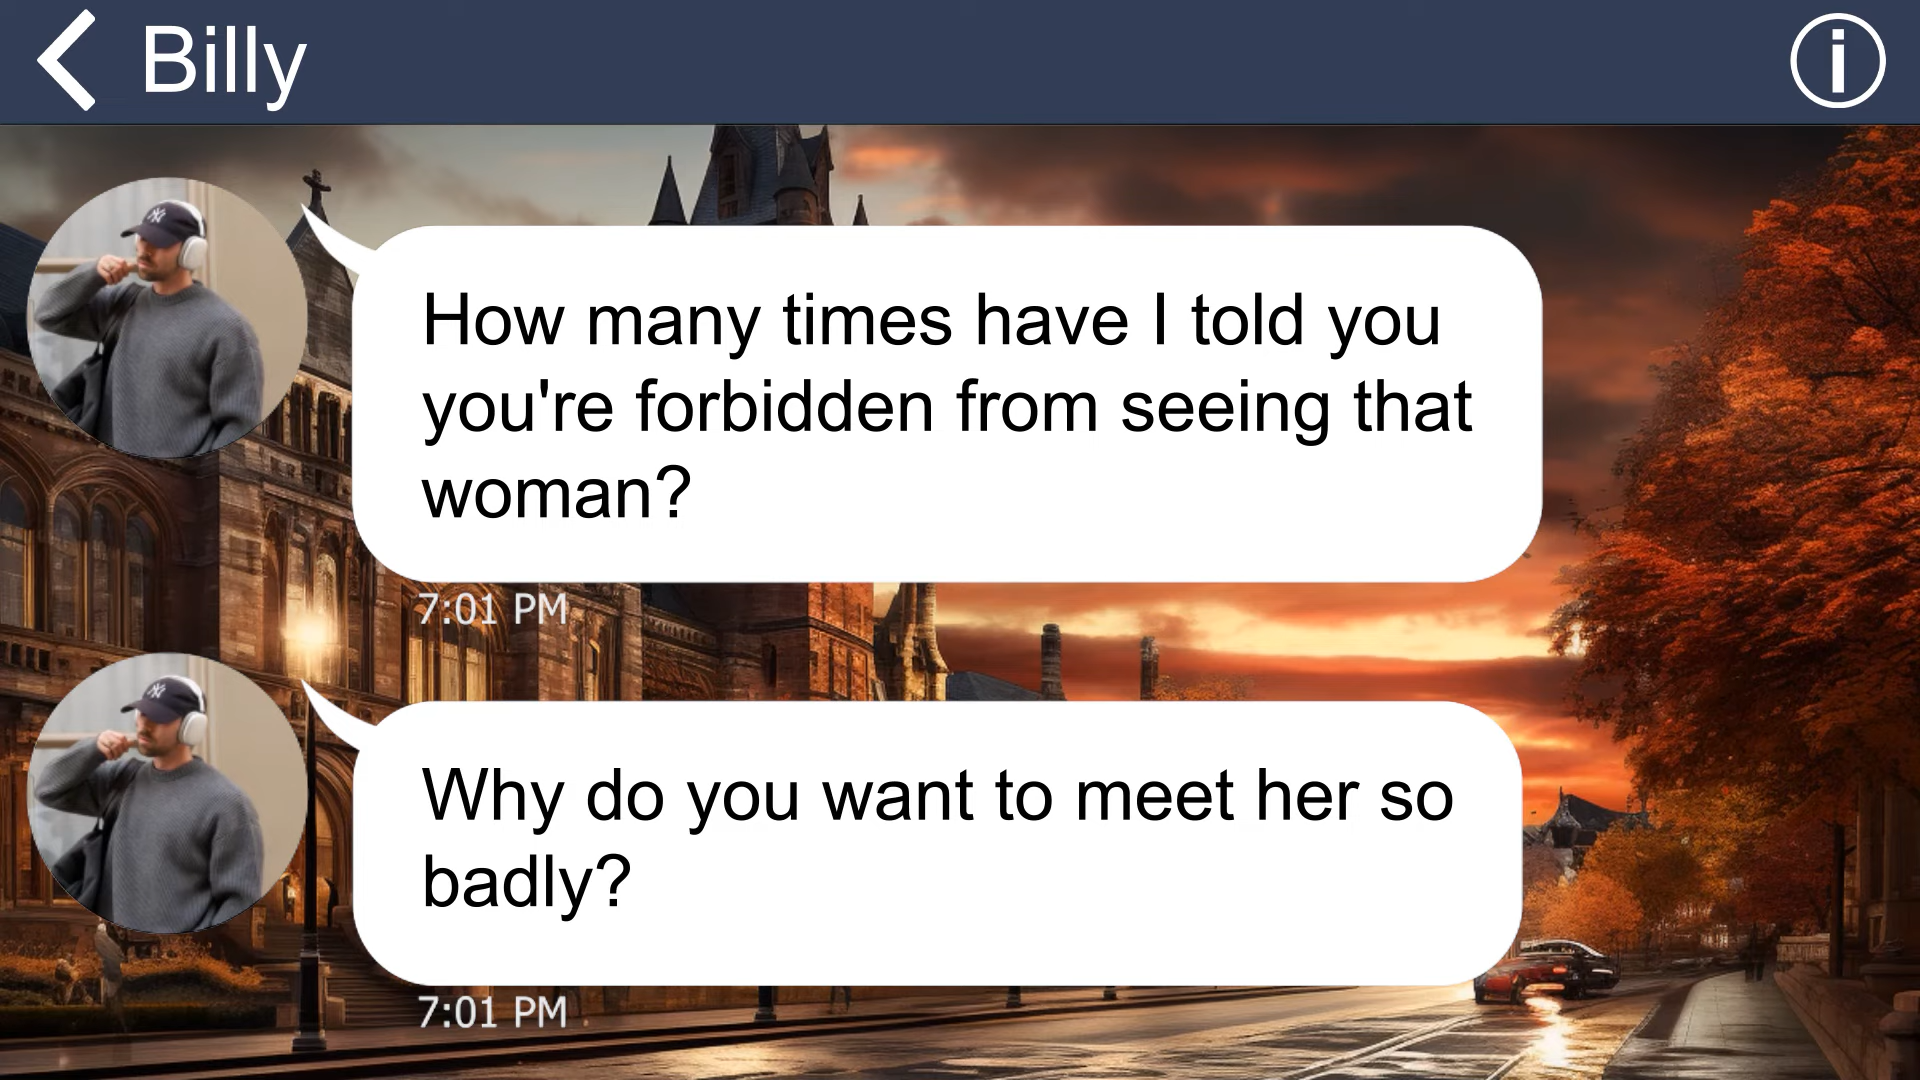 Billy
How many times have I told you
you're forbidden from seeing that
woman?
7:01 PM
Why do you want to meet her so
badly?
7:01 PM